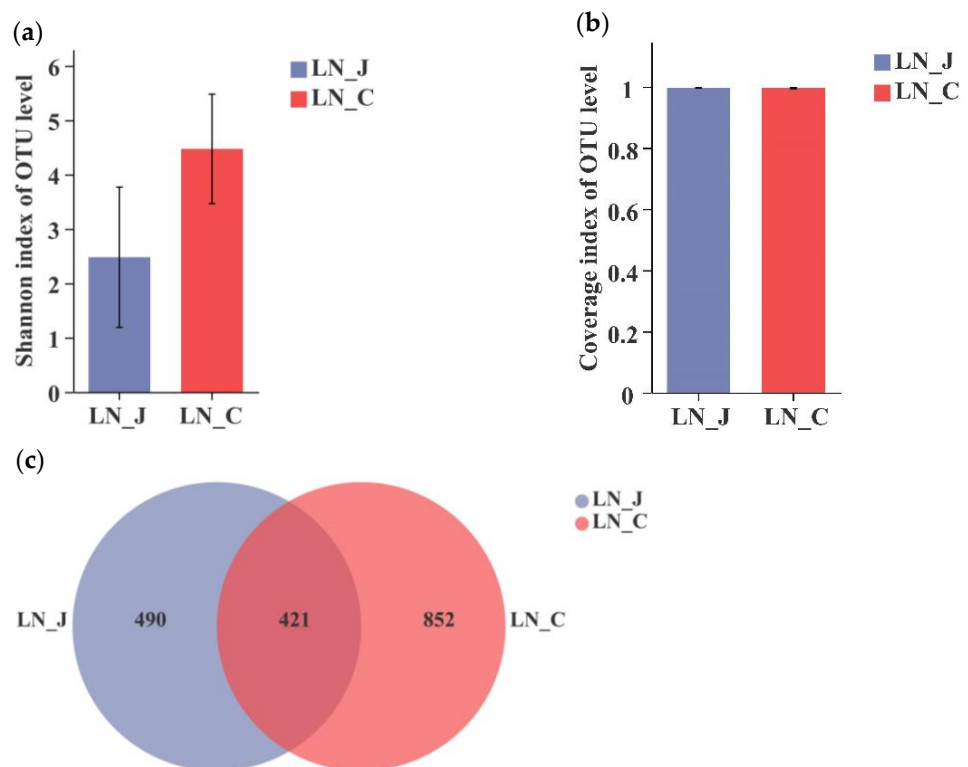 (a)
Shannon index of OTU level
6
5
4
3
2
1
0
LN_J
LN_C
LN_J
LN_C
(b)
Coverage index of OTU level
1
0.8
0.6
0.4
0.2
0
LN_J
LN_C
LN_J
LN_C
(c)
LN_J
490
421
852
LN_C
LN_J
LN_C